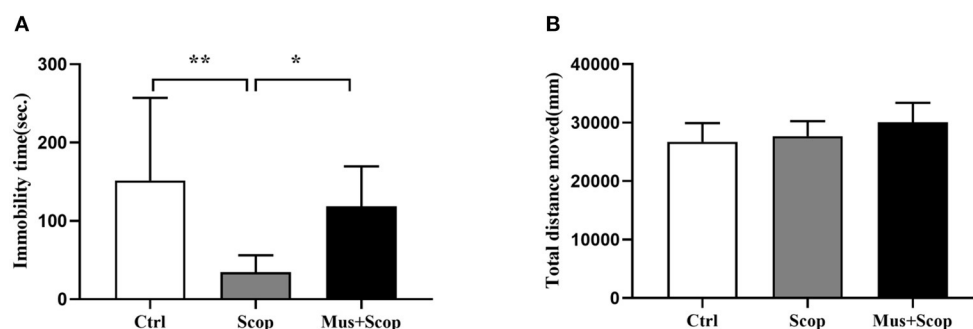 A
Immobility time(sec.)
300
200
100
0
**
*
Ctrl
Scop
Mus+Scop
B
Total distance moved(mm)
40000
30000
20000
10000
0
Ctrl
Scop
Mus+Scop